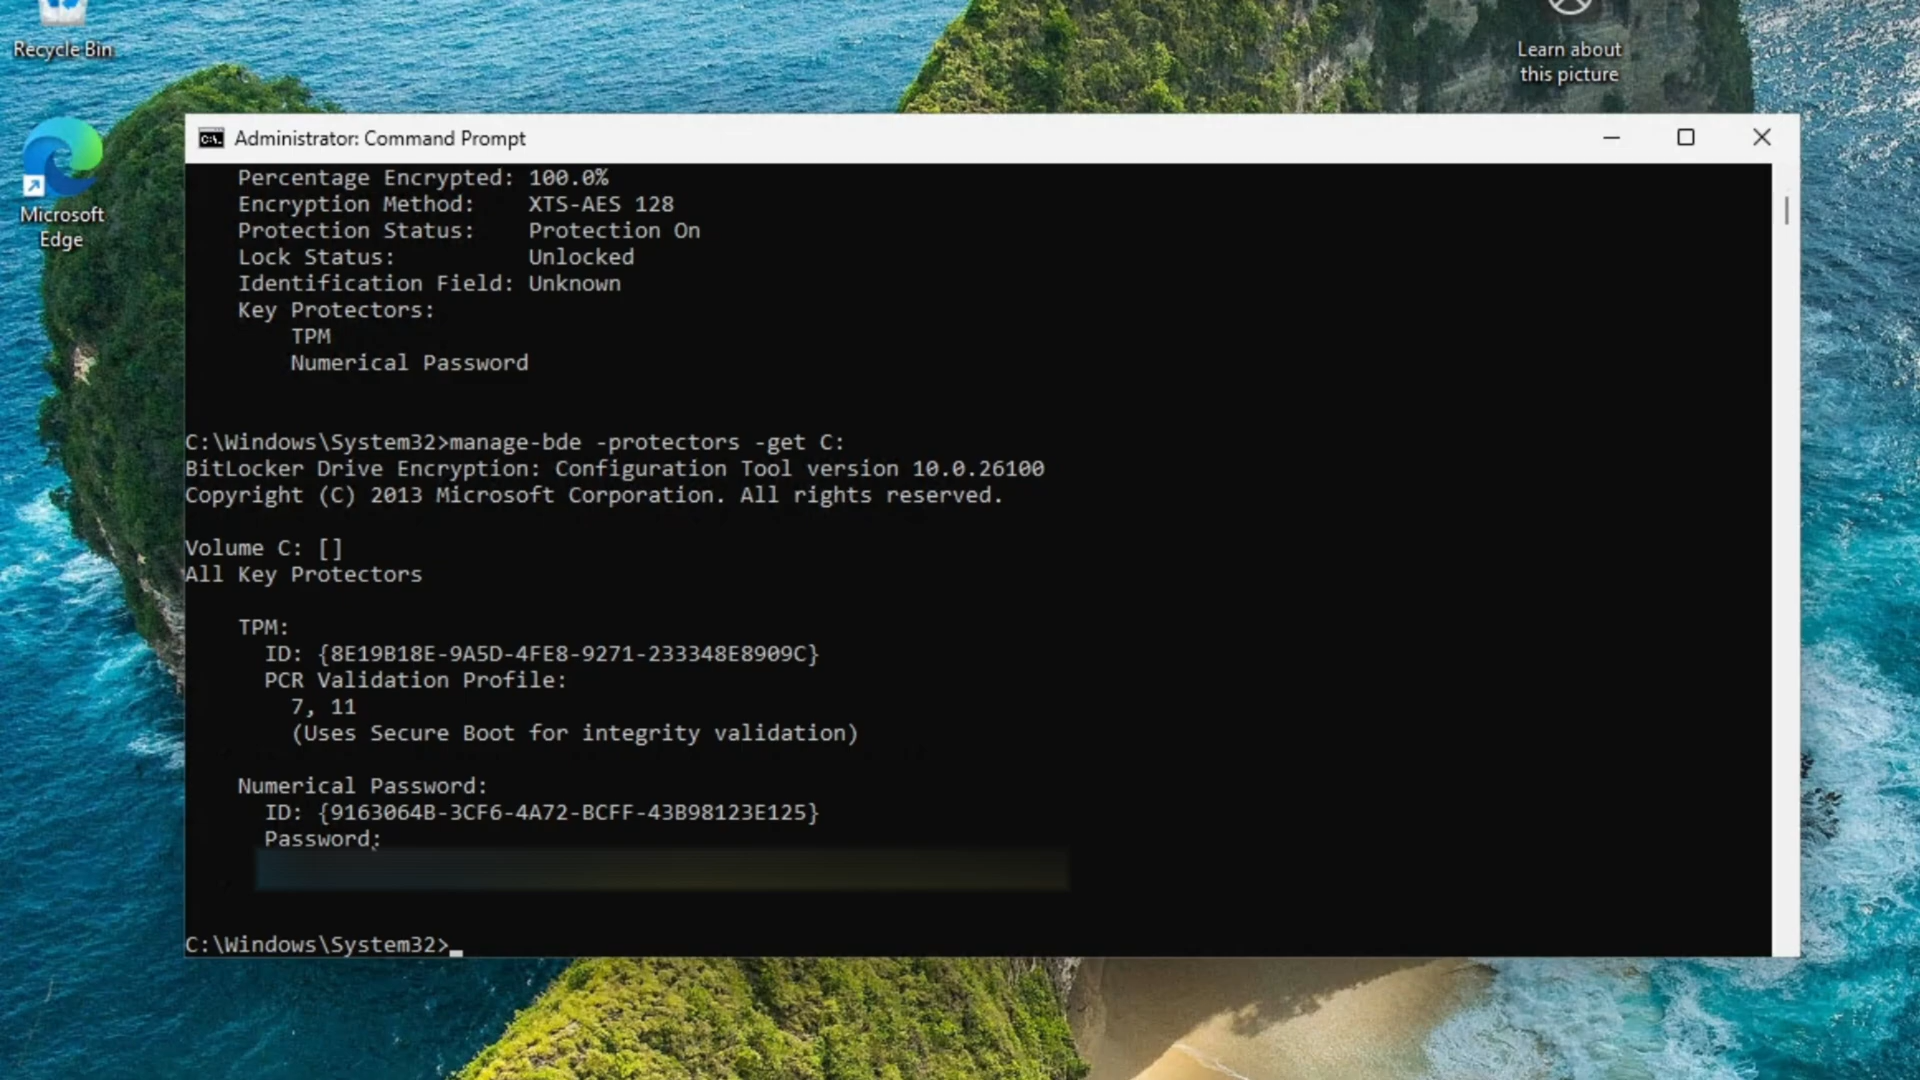 Recycle Bin
Learn about
this picture
Microsoft
Edge
Administrator: Command Prompt
Percentage Encrypted: 100.0%
Encryption Method: XTS-AES 128
Protection Status: Protection On
Lock Status: Unlocked
Identification Field: Unknown
Key Protectors:
TPM
Numerical Password
C:\Windows\System32>manage-bde -protectors -get C:
BitLocker Drive Encryption: Configuration Tool version 10.0.26100
Copyright (C) 2013 Microsoft Corporation. All rights reserved.
Volume C: []
All Key Protectors
TPM:
ID: {8E19B18E-9A5D-4FE8-9271-233348E8909C}
PCR Validation Profile:
7, 11
(Uses Secure Boot for integrity validation)
Numerical Password:
ID: {9163064B-3CF6-4A72-BCFF-43B98123E125}
Password:
C:\Windows\System32>